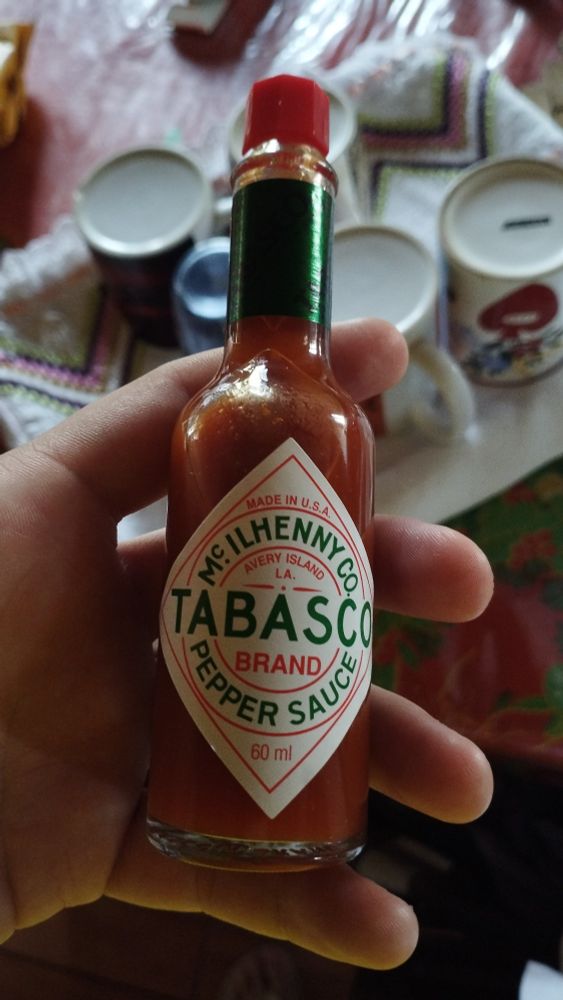 MADE IN U.S.A.
McILHENNY CO.
AVERY ISLAND
LA.
TABASCO
BRAND
PEPPER SAUCE
60 ml